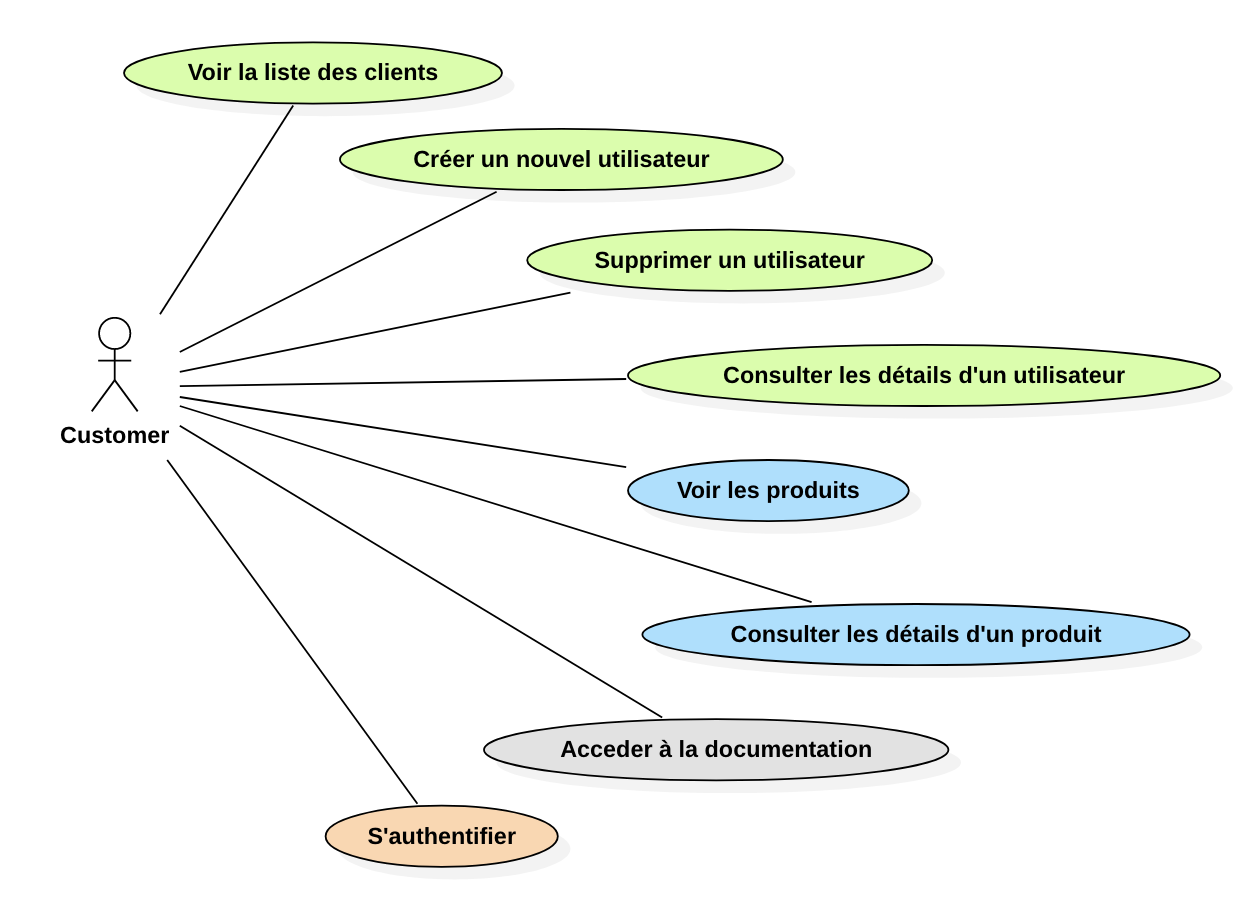 Voir la liste des clients
Créer un nouvel utilisateur
Supprimer un utilisateur
Consulter les détails d'un utilisateur
Customer
Voir les produits
Consulter les détails d'un produit
Acceder à la documentation
S'authentifier